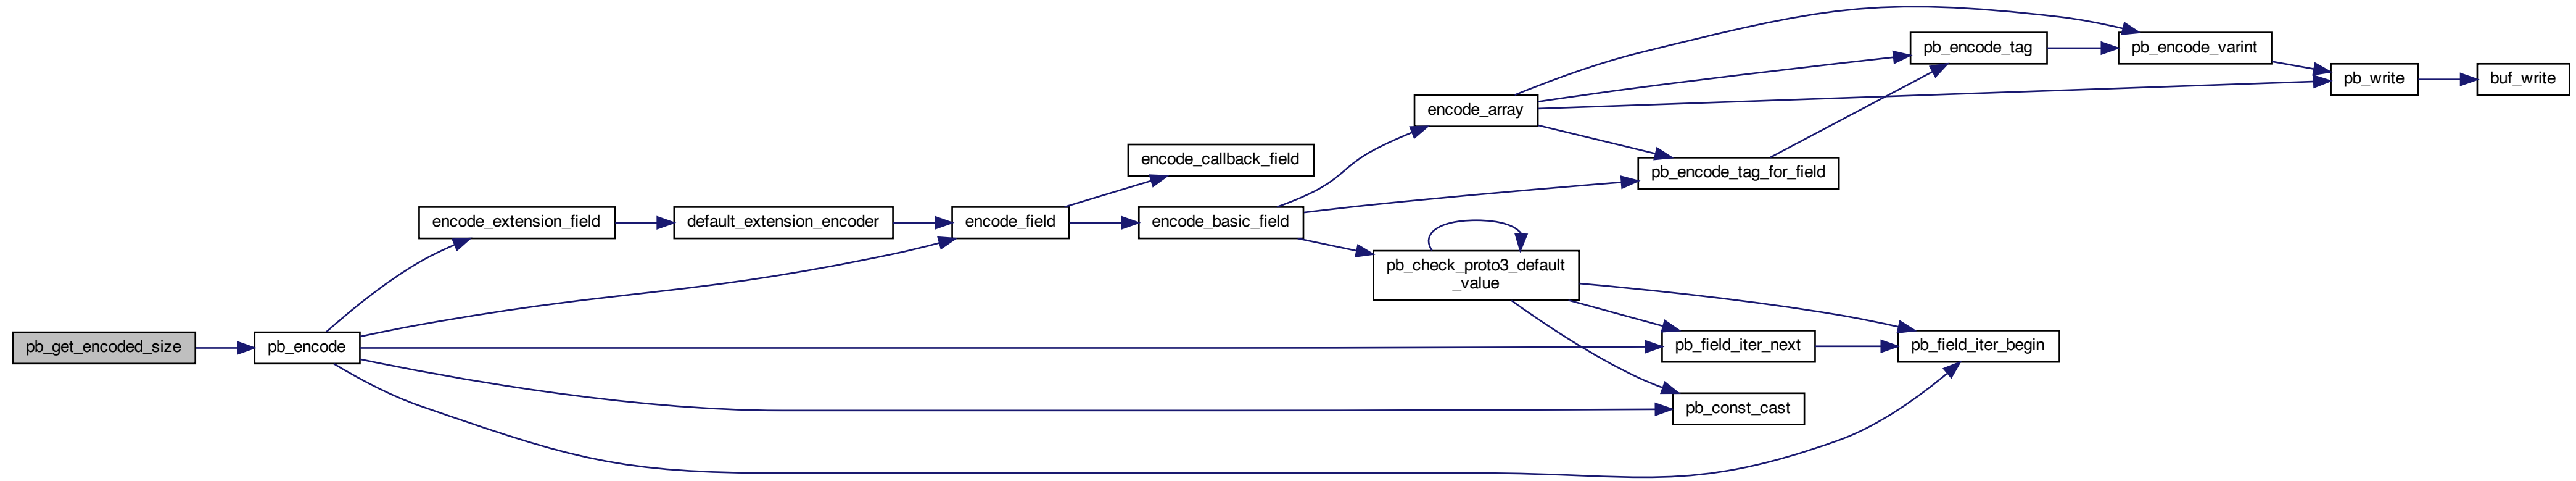 pb_get_encoded_size
pb_encode
encode_extension_field
default_extension_encoder
encode_field
encode_callback_field
encode_basic_field
encode_array
pb_check_proto3_default
_value
pb_encode_tag_for_field
pb_field_iter_next
pb_const_cast
pb_encode_tag
pb_field_iter_begin
pb_encode_varint
pb_write
buf_write